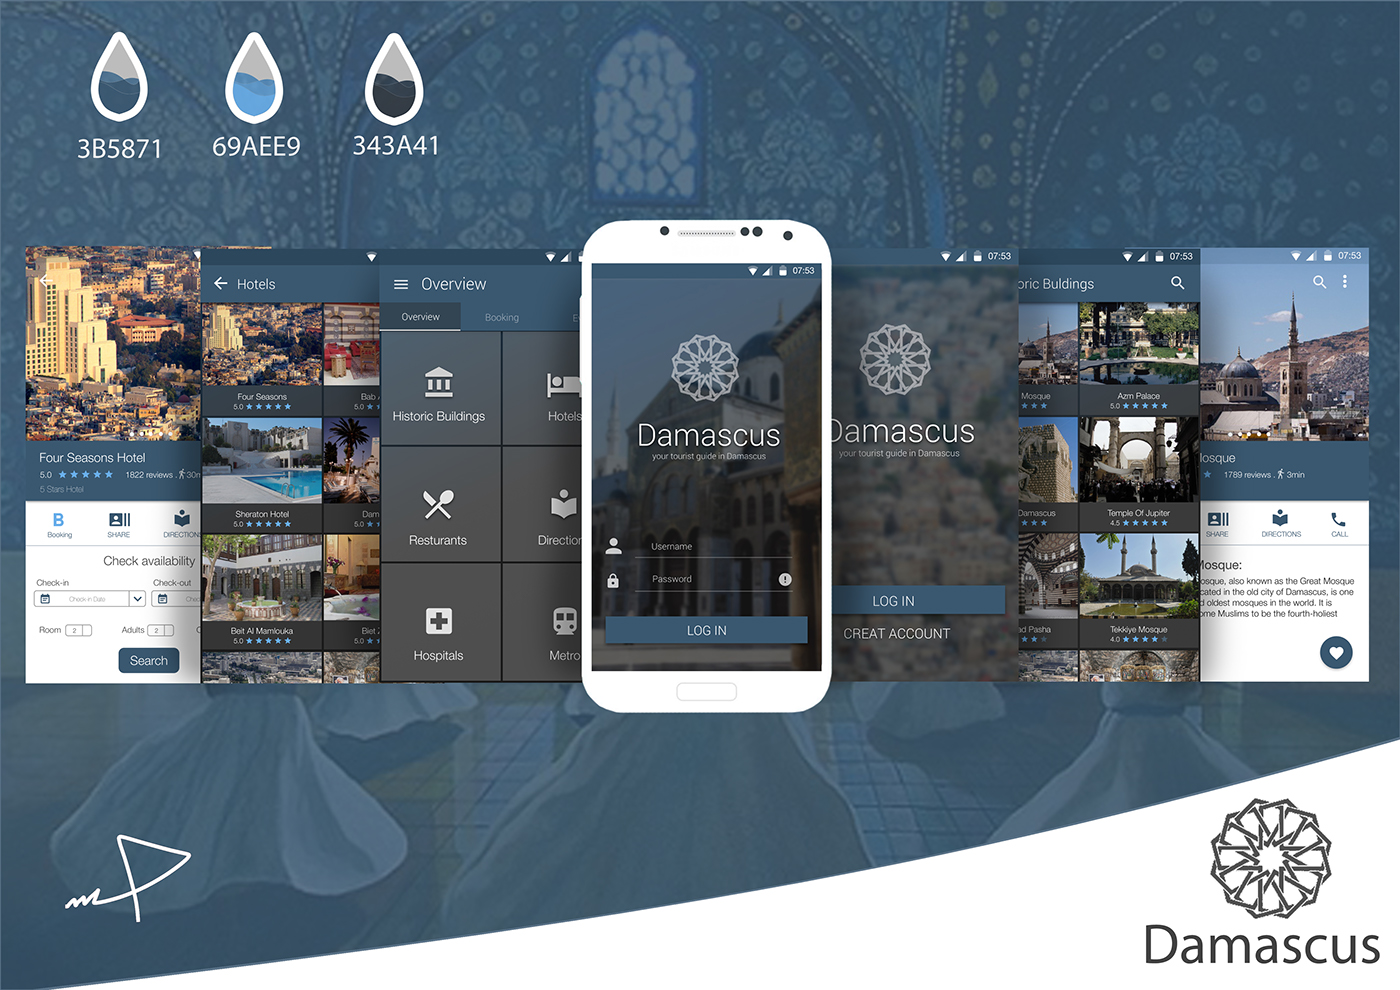 3B5871
69AEE9
343A41
Four Seasons Hotel
5.0 1822 reviews . 30m
5 Stars Hotel
B
Booking
SHARE
DIRECTIONS
Check availability
Check-in
Check-out
Check in Date
Chec
Room 2
Adults 2
C
Search
Hotels
Four Seasons
5.0
Bab A
5.0
Sheraton Hotel
5.0
Dam
5.0
Beit Al Mamlouka
5.0
Beit
5.0
Overview
Overview
Booking
Historic Buildings
Hotels
Resturants
Direction
Hospitals
Metro
07:53
Damascus
your tourist guide in Damascus
Username
Password
LOG IN
07:53
Damascus
your tourist guide in Damascus
LOG IN
CREAT ACCOUNT
07:53
oric Buldings
Mosque
Azm Palace
5.0
Damascus
Temple Of Jupiter
4.5
ad Pasha
Tekkiye Mosque
4.0
07:53
Mosque
1789 reviews . 3min
SHARE
DIRECTIONS
CALL
Mosque:
osque, also known as the Great Mosque
cated in the old city of Damascus, is one
d oldest mosques in the world. It is
ome Muslims to be the fourth-holiest
Damascus